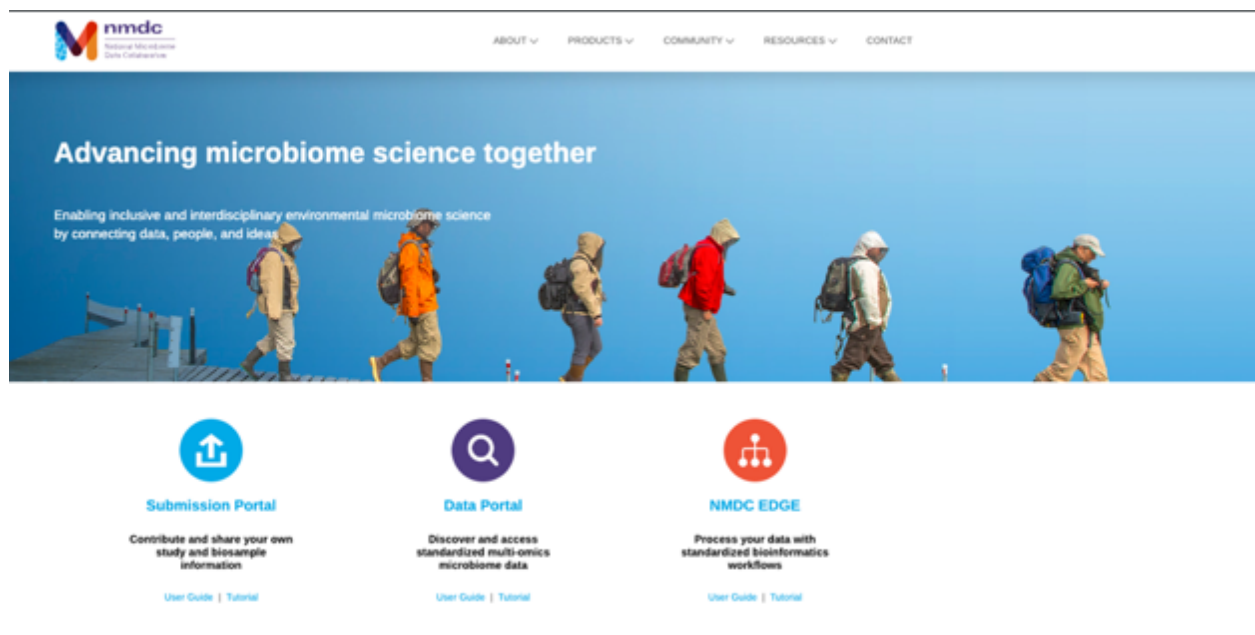 nmdc
National Microbiome
Data Collaborative
ABOUT
PRODUCTS
COMMUNITY
RESOURCES
CONTACT
Advancing microbiome science together
Enabling inclusive and interdisciplinary environmental microbiome science
by connecting data, people, and ideas
Submission Portal
Contribute and share your own
study and biosample
information
User Guide | Tutorial
Data Portal
Discover and access
standardized multi-omics
microbiome data
User Guide | Tutorial
NMDC EDGE
Process your data with
standardized bioinformatics
workflows
User Guide | Tutorial